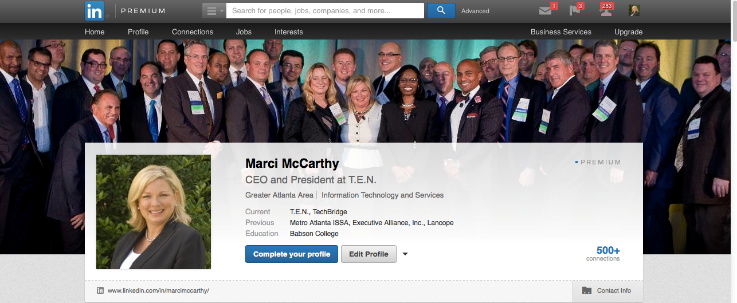 in PREMIUM Search for people, jobs, companies, and more... Advanced 1 3 283
Home Profile Connections Jobs Interests Business Services Upgrade
Marci McCarthy PREMIUM
CEO and President at T.E.N.
Greater Atlanta Area | Information Technology and Services
Current T.E.N., TechBridge
Previous Metro Atlanta ISSA, Executive Alliance, Inc., Lancope
Education Babson College
Complete your profile Edit Profile 500+
connections
in www.linkedin.com/in/marcimccarthy/ Contact Info